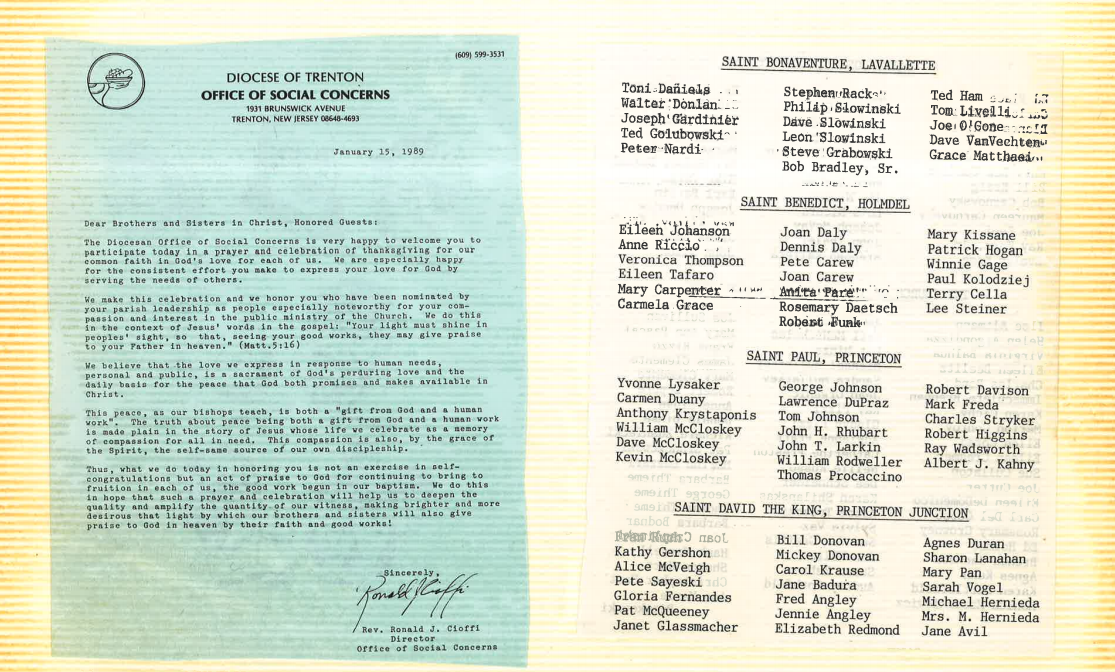 (609) 599-3531
DIOCESE OF TRENTON
OFFICE OF SOCIAL CONCERNS
1931 BRUNSWICK AVENUE
TRENTON, NEW JERSEY 08648-4693
January 15, 1989
Dear Brothers and Sisters in Christ, Honored Guests:
The Diocesan Office of Social Concerns is very happy to welcome you to
participate today in a prayer and celebration of thanksgiving for our
common faith in God's love for each of us. We are especially happy
for the consistent effort you make to express your love for God by
serving the needs of others.
We make this celebration and we honor you who have been nominated by
your parish leadership as people especially noteworthy for your com-
passion and interest in the public ministry of the Church. We do this
in the context of Jesus' words in the gospel: "Your light must shine in
peoples' sight, so that, seeing your good works, they may give praise
to your Father in heaven." (Matt.5:16)
We believe that the love we express in response to human needs,
personal and public, is a sacrament of God's perduring love and the
daily basis for the peace that God both promises and makes available in
Christ.
This peace, as our bishops teach, is both a "gift from God and a human
work". The truth about peace being both a gift from God and a human work
is made plain in the story of Jesus whose life we celebrate as a memory
of compassion for all in need. This compassion is also, by the grace of
the Spirit, the self-same source of our own discipleship.
Thus, what we do today in honoring you is not an exercise in self-
congratulations but an act of praise to God for continuing to bring to
fruition in each of us, the good work begun in our baptism. We do this
in hope that such a prayer and celebration will help us to deepen the
quality and amplify the quantity of our witness, making brighter and more
desirous that light by which our brothers and sisters will also give
praise to God in heaven by their faith and good works!
Sincerely,
Ronald J Cioffi
Rev. Ronald J. Cioffi
Director
Office of Social Concerns
SAINT BONAVENTURE, LAVALLETTE
Toni Daniels
Walter Donlan
Joseph Gardinier
Ted Golubowski
Peter Nardi
Stephen Rack
Philip Slowinski
Dave Slowinski
Leon Slowinski
Steve Grabowski
Bob Bradley, Sr.
Ted Ham
Tom Livelli
Joe O'Gone
Dave VanVechten
Grace Matthaei
SAINT BENEDICT, HOLMDEL
Eileen Johanson
Anne Riccio
Veronica Thompson
Eileen Tafaro
Mary Carpenter
Carmela Grace
Joan Daly
Dennis Daly
Pete Carew
Joan Carew
Anita Pare
Rosemary Daetsch
Robert Funk
Mary Kissane
Patrick Hogan
Winnie Gage
Paul Kolodziej
Terry Cella
Lee Steiner
SAINT PAUL, PRINCETON
Yvonne Lysaker
Carmen Duany
Anthony Krystaponis
William McCloskey
Dave McCloskey
Kevin McCloskey
George Johnson
Lawrence DuPraz
Tom Johnson
John H. Rhubart
John T. Larkin
William Rodweller
Thomas Procaccino
Robert Davison
Mark Freda
Charles Stryker
Robert Higgins
Ray Wadsworth
Albert J. Kahny
SAINT DAVID THE KING, PRINCETON JUNCTION
Kathy Gershon
Alice McVeigh
Pete Sayeski
Gloria Fernandes
Pat McQueeney
Janet Glassmacher
Bill Donovan
Mickey Donovan
Carol Krause
Jane Badura
Fred Angley
Jennie Angley
Elizabeth Redmond
Agnes Duran
Sharon Lanahan
Mary Pan
Sarah Vogel
Michael Hernieda
Mrs. M. Hernieda
Jane Avil